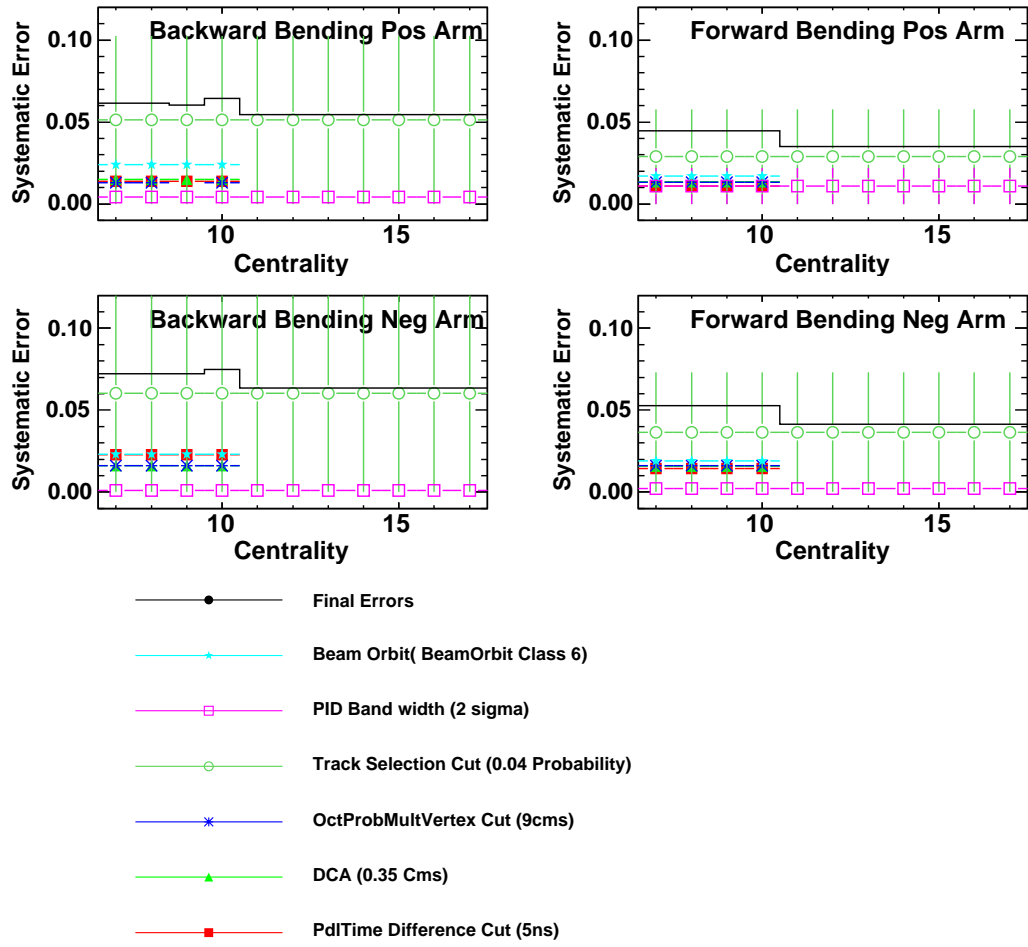 Backward Bending Pos Arm
Systematic Error
0.10
0.05
0.00
10
15
Centrality
Forward Bending Pos Arm
Systematic Error
0.10
0.05
0.00
10
15
Centrality
Backward Bending Neg Arm
Systematic Error
0.10
0.05
0.00
10
15
Centrality
Forward Bending Neg Arm
Systematic Error
0.10
0.05
0.00
10
15
Centrality
Final Errors
Beam Orbit( BeamOrbit Class 6)
PID Band width (2 sigma)
Track Selection Cut (0.04 Probability)
OctProbMultVertex Cut (9cms)
DCA (0.35 Cms)
PdlTime Difference Cut (5ns)